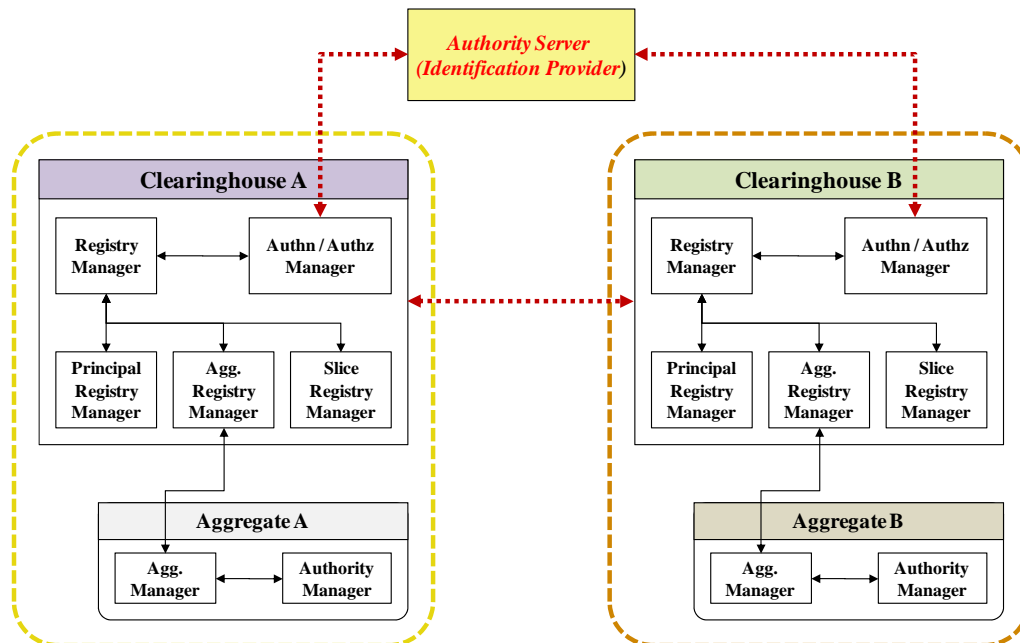 Authority Server
(Identification Provider)
Clearinghouse A
Registry
Manager
Authn / Authz
Manager
Principal
Registry
Manager
Agg.
Registry
Manager
Slice
Registry
Manager
Aggregate A
Agg.
Manager
Authority
Manager
Clearinghouse B
Registry
Manager
Authn / Authz
Manager
Principal
Registry
Manager
Agg.
Registry
Manager
Slice
Registry
Manager
Aggregate B
Agg.
Manager
Authority
Manager